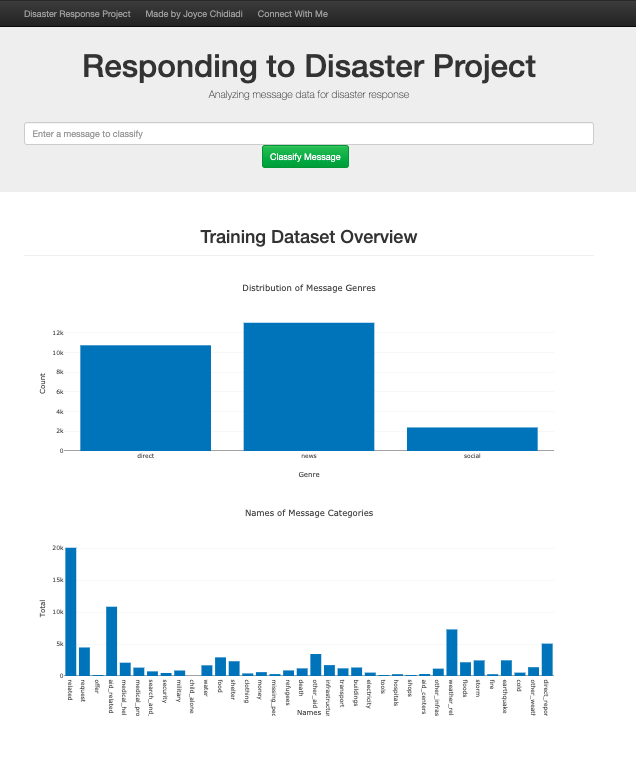 Disaster Response Project Made by Joyce Chidiadi Connect With Me
Responding to Disaster Project
Analyzing message data for disaster response
Enter a message to classify
Classify Message
Training Dataset Overview
Distribution of Message Genres
12k
10k
8k
6k
4k
2k
0
Count
direct news social
Genre
Names of Message Categories
20k
15k
10k
5k
0
Total
related
request
offer
aid_related
medical_hel
medical_pro
search_and_
security
military
child_alone
water
food
shelter
clothing
money
missing_peo
refugees
death
other_aid
infrastructur
transport
buildings
electricity
tools
hospitals
shops
aid_centers
other_infras
weather_rel
floods
storm
fire
earthquake
cold
other_weath
direct_repor
Names